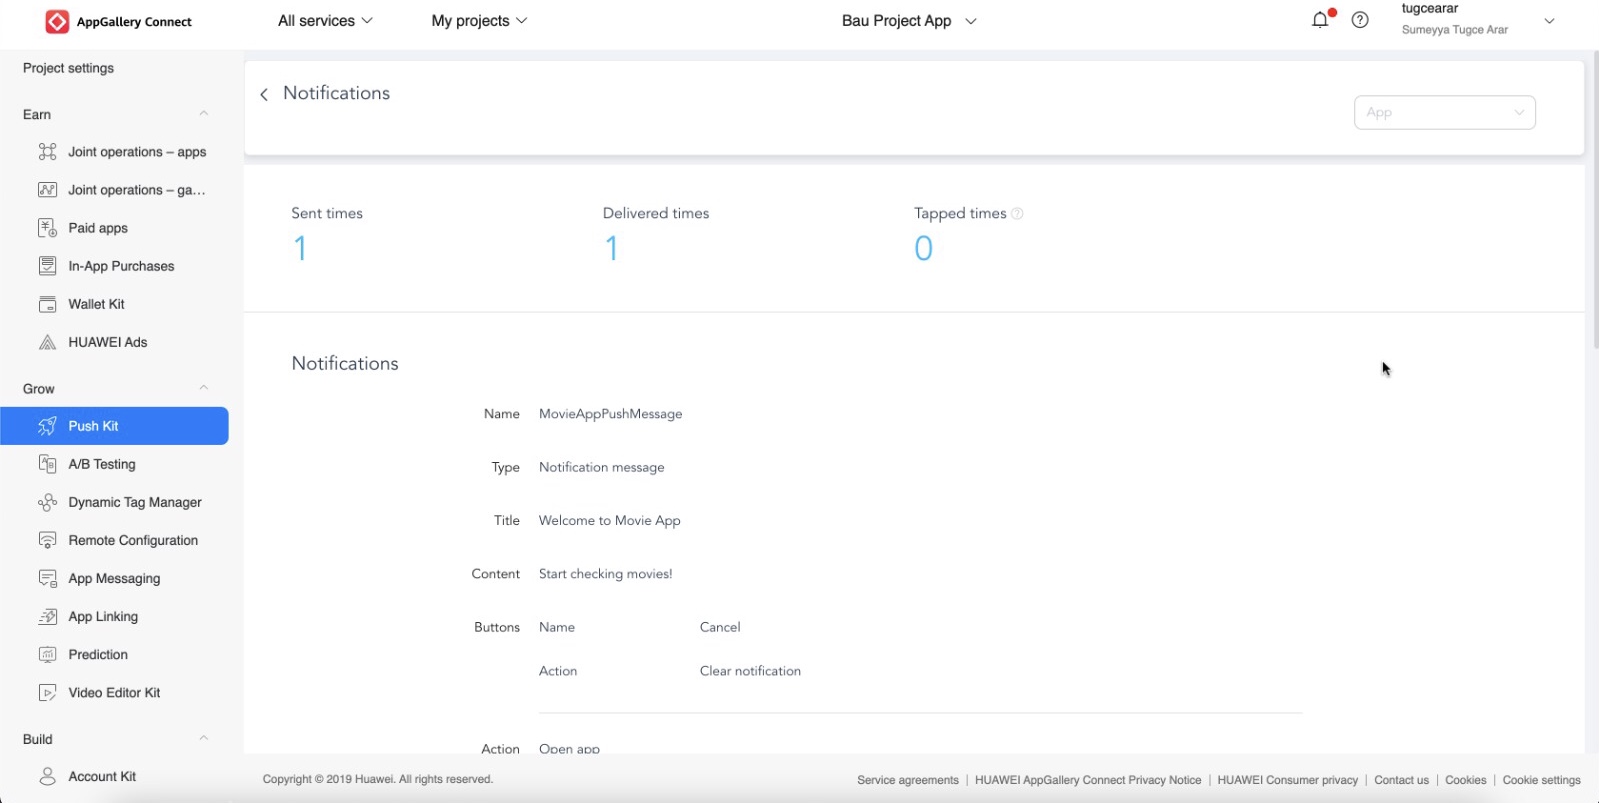 AppGallery Connect
All services
My projects
Bau Project App
tugcearar
Sumeyya Tugce Arar
Project settings
Earn
Joint operations – apps
Joint operations – ga...
Paid apps
In-App Purchases
Wallet Kit
HUAWEI Ads
Grow
Push Kit
A/B Testing
Dynamic Tag Manager
Remote Configuration
App Messaging
App Linking
Prediction
Video Editor Kit
Build
Account Kit
Notifications
App
Sent times
1
Delivered times
1
Tapped times
0
Notifications
Name MovieAppPushMessage
Type Notification message
Title Welcome to Movie App
Content Start checking movies!
Buttons Name Cancel
Action Clear notification
Action Open app
Copyright © 2019 Huawei. All rights reserved.
Service agreements | HUAWEI AppGallery Connect Privacy Notice | HUAWEI Consumer privacy | Contact us | Cookies | Cookie settings